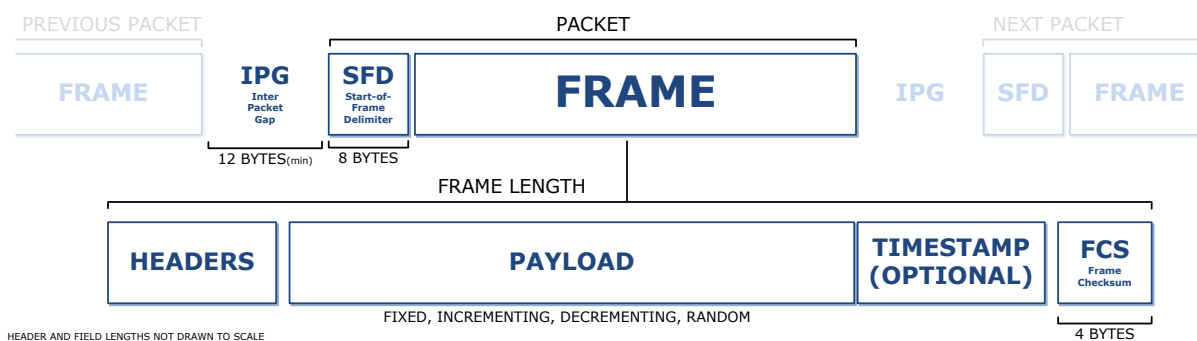 PREVIOUS PACKET
PACKET
NEXT PACKET
FRAME
IPG
Inter
Packet
Gap
SFD
Start-of-
Frame
Delimiter
FRAME
IPG
SFD
FRAME
12 BYTES(min)
8 BYTES
FRAME LENGTH
HEADERS
PAYLOAD
TIMESTAMP
(OPTIONAL)
FCS
Frame
Checksum
FIXED, INCREMENTING, DECREMENTING, RANDOM
4 BYTES
HEADER AND FIELD LENGTHS NOT DRAWN TO SCALE